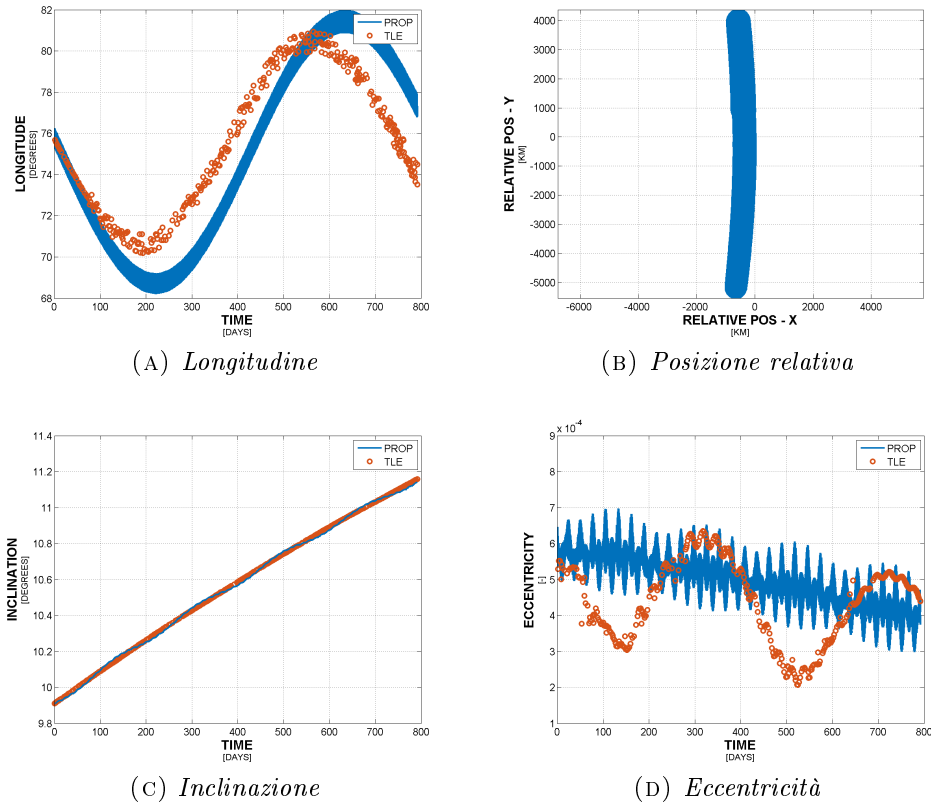 82
80
78
76
74
72
70
68
LONGITUDE
[DEGREES]
0 100 200 300 400 500 600 700 800
TIME
[DAYS]
PROP
TLE
(A) Longitudine
4000
3000
2000
1000
0
-1000
-2000
-3000
-4000
-5000
RELATIVE POS - Y
[KM]
-6000 -4000 -2000 0 2000 4000
RELATIVE POS - X
[KM]
(B) Posizione relativa
11.4
11.2
11
10.8
10.6
10.4
10.2
10
9.8
INCLINATION
[DEGREES]
0 100 200 300 400 500 600 700 800
TIME
[DAYS]
PROP
TLE
(C) Inclinazione
x 10⁻⁴
9
8
7
6
5
4
3
2
1
ECCENTRICITY
[-]
0 100 200 300 400 500 600 700 800
TIME
[DAYS]
PROP
TLE
(D) Eccentricità